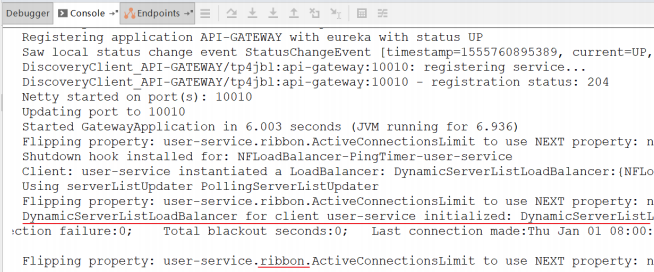 Debugger Console →* Endpoints →*
Registering application API-GATEWAY with eureka with status UP
Saw local status change event StatusChangeEvent [timestamp=1555760895389, current=UP,
DiscoveryClient_API-GATEWAY/tp4jbl:api-gateway:10010: registering service...
DiscoveryClient_API-GATEWAY/tp4jbl:api-gateway:10010 - registration status: 204
Netty started on port(s): 10010
Updating port to 10010
Started GatewayApplication in 6.003 seconds (JVM running for 6.936)
Flipping property: user-service.ribbon.ActiveConnectionsLimit to use NEXT property: n
Shutdown hook installed for: NFLoadBalancer-PingTimer-user-service
Client: user-service instantiated a LoadBalancer: DynamicServerListLoadBalancer:{NFLo
Using serverListUpdater PollingServerListUpdater
Flipping property: user-service.ribbon.ActiveConnectionsLimit to use NEXT property: n
DynamicServerListLoadBalancer for client user-service initialized: DynamicServerListL
ction failure:0; Total blackout seconds:0; Last connection made:Thu Jan 01 08:00:
Flipping property: user-service.ribbon.ActiveConnectionsLimit to use NEXT property: n